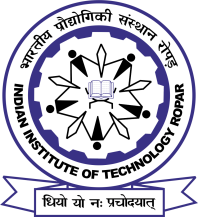 भारतीय प्रौद्योगिकी संस्थान रोपड़
INDIAN INSTITUTE OF TECHNOLOGY ROPAR
धियो यो नः प्रचोदयात्